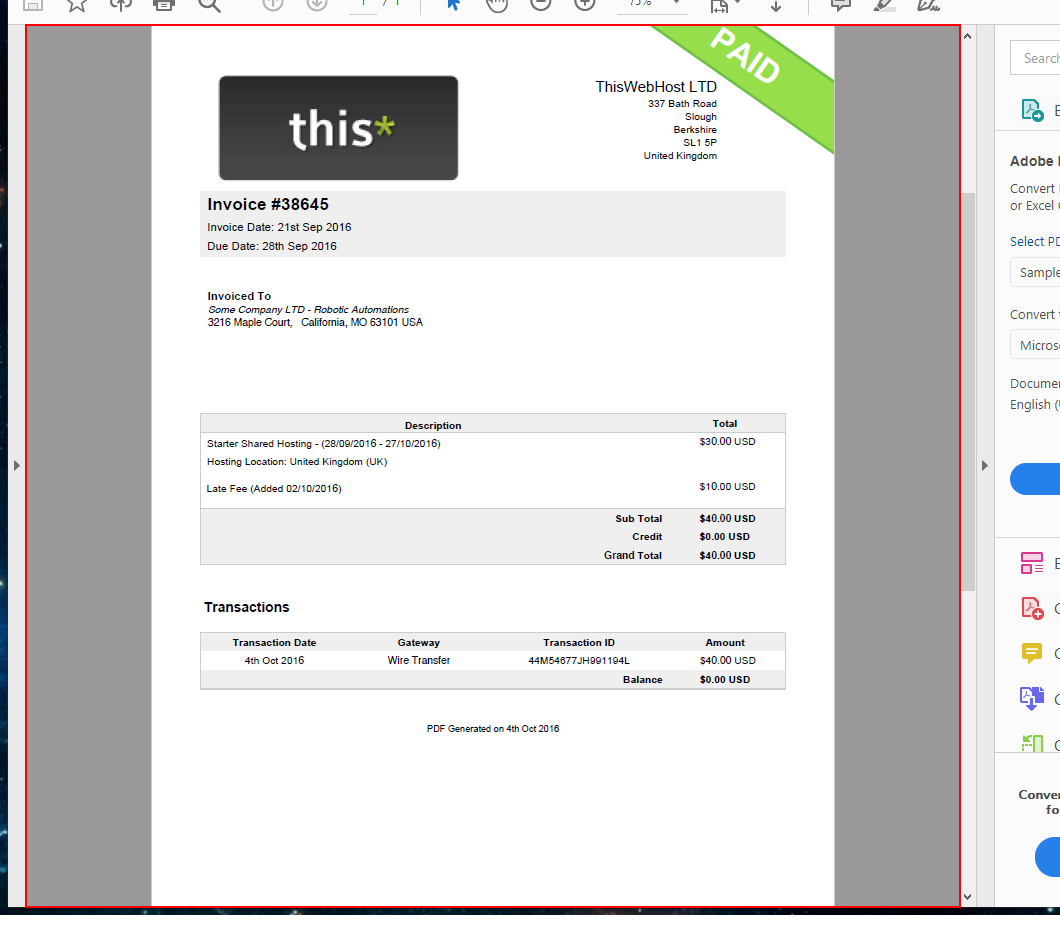 75%
PAID
this*
ThisWebHost LTD
337 Bath Road
Slough
Berkshire
SL1 5P
United Kingdom
Invoice #38645
Invoice Date: 21st Sep 2016
Due Date: 28th Sep 2016
Invoiced To
Some Company LTD - Robotic Automations
3216 Maple Court, California, MO 63101 USA
Description Total
Starter Shared Hosting - (28/09/2016 - 27/10/2016) $30.00 USD
Hosting Location: United Kingdom (UK)
Late Fee (Added 02/10/2016) $10.00 USD
Sub Total $40.00 USD
Credit $0.00 USD
Grand Total $40.00 USD
Transactions
Transaction Date Gateway Transaction ID Amount
4th Oct 2016 Wire Transfer 44M54677JH991194L $40.00 USD
Balance $0.00 USD
PDF Generated on 4th Oct 2016
Search
Adobe
Convert
or Excel
Select PD
Sample
Convert
Micros
Docume
English (
Conver
fo